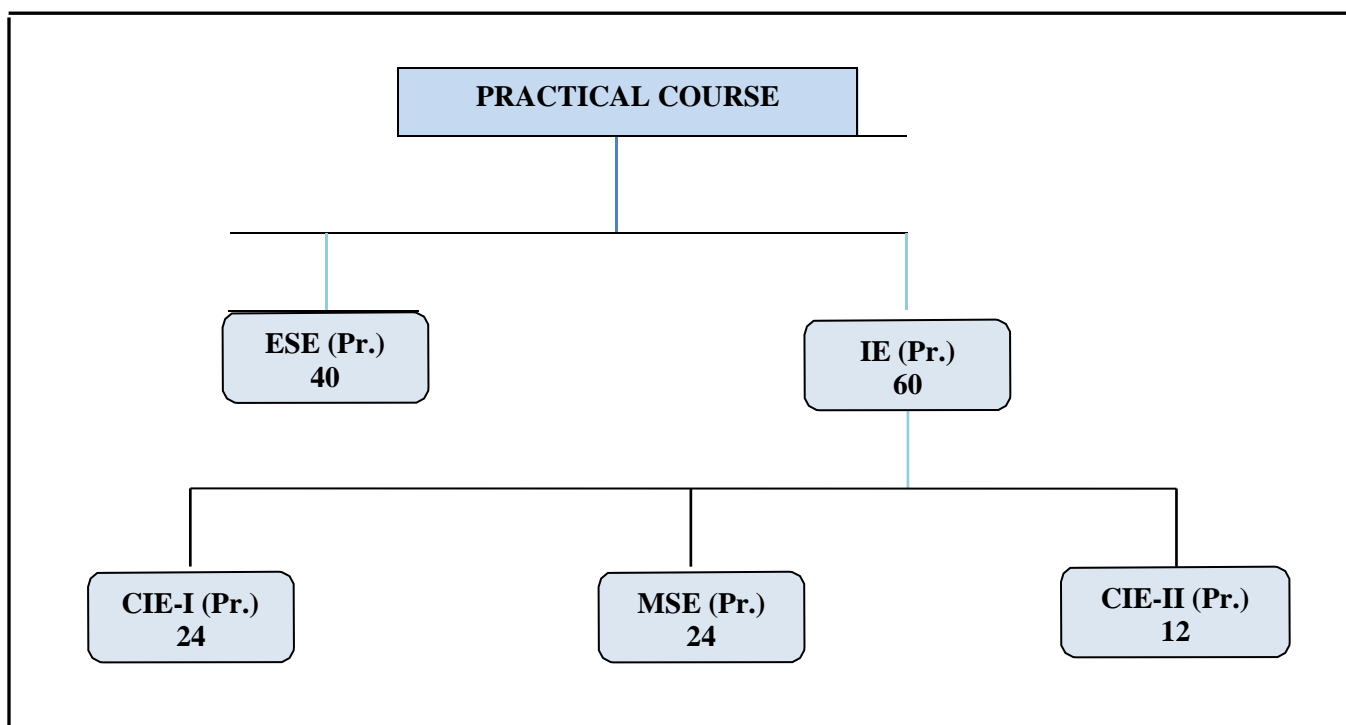 PRACTICAL COURSE
ESE (Pr.)
40
IE (Pr.)
60
CIE-I (Pr.)
24
MSE (Pr.)
24
CIE-II (Pr.)
12